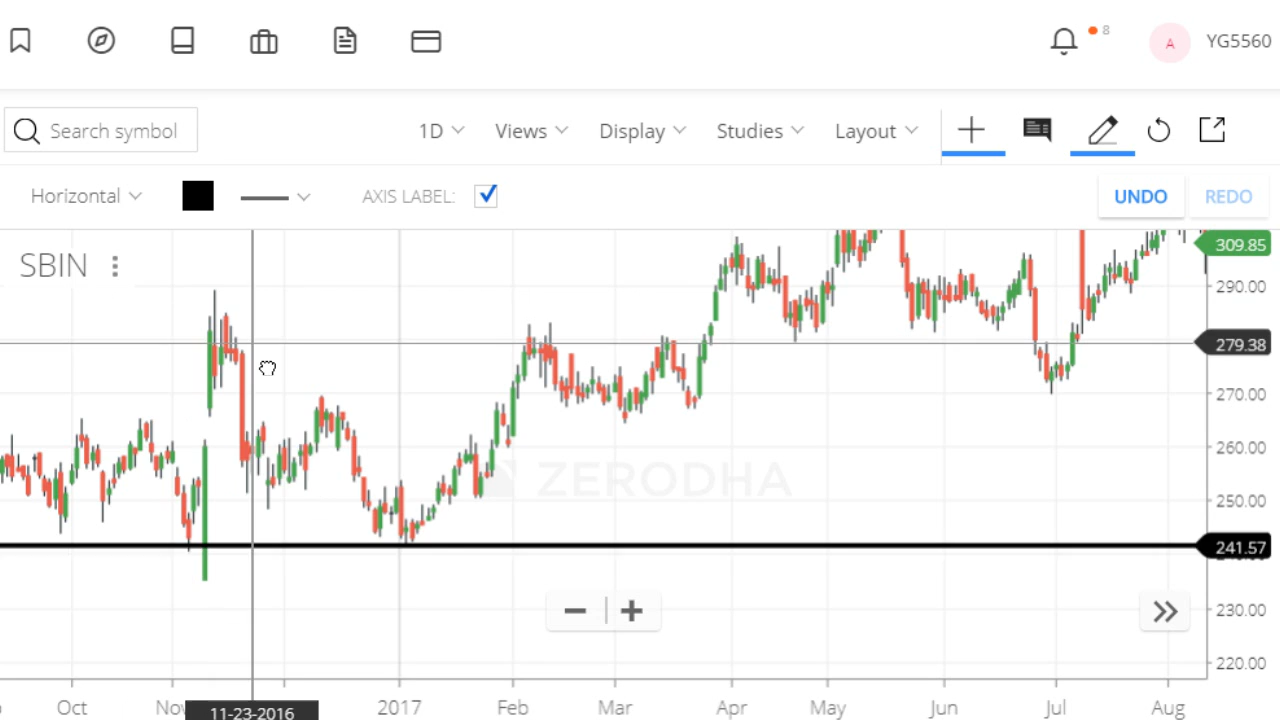 8
A YG5560
Search symbol 1D Views Display Studies Layout
Horizontal AXIS LABEL: UNDO REDO
SBIN
309.85
290.00
279.38
270.00
260.00
ZERODHA
250.00
241.57
230.00
220.00
Oct Nov 2017 Feb Mar Apr May Jun Jul Aug
11-23-2016